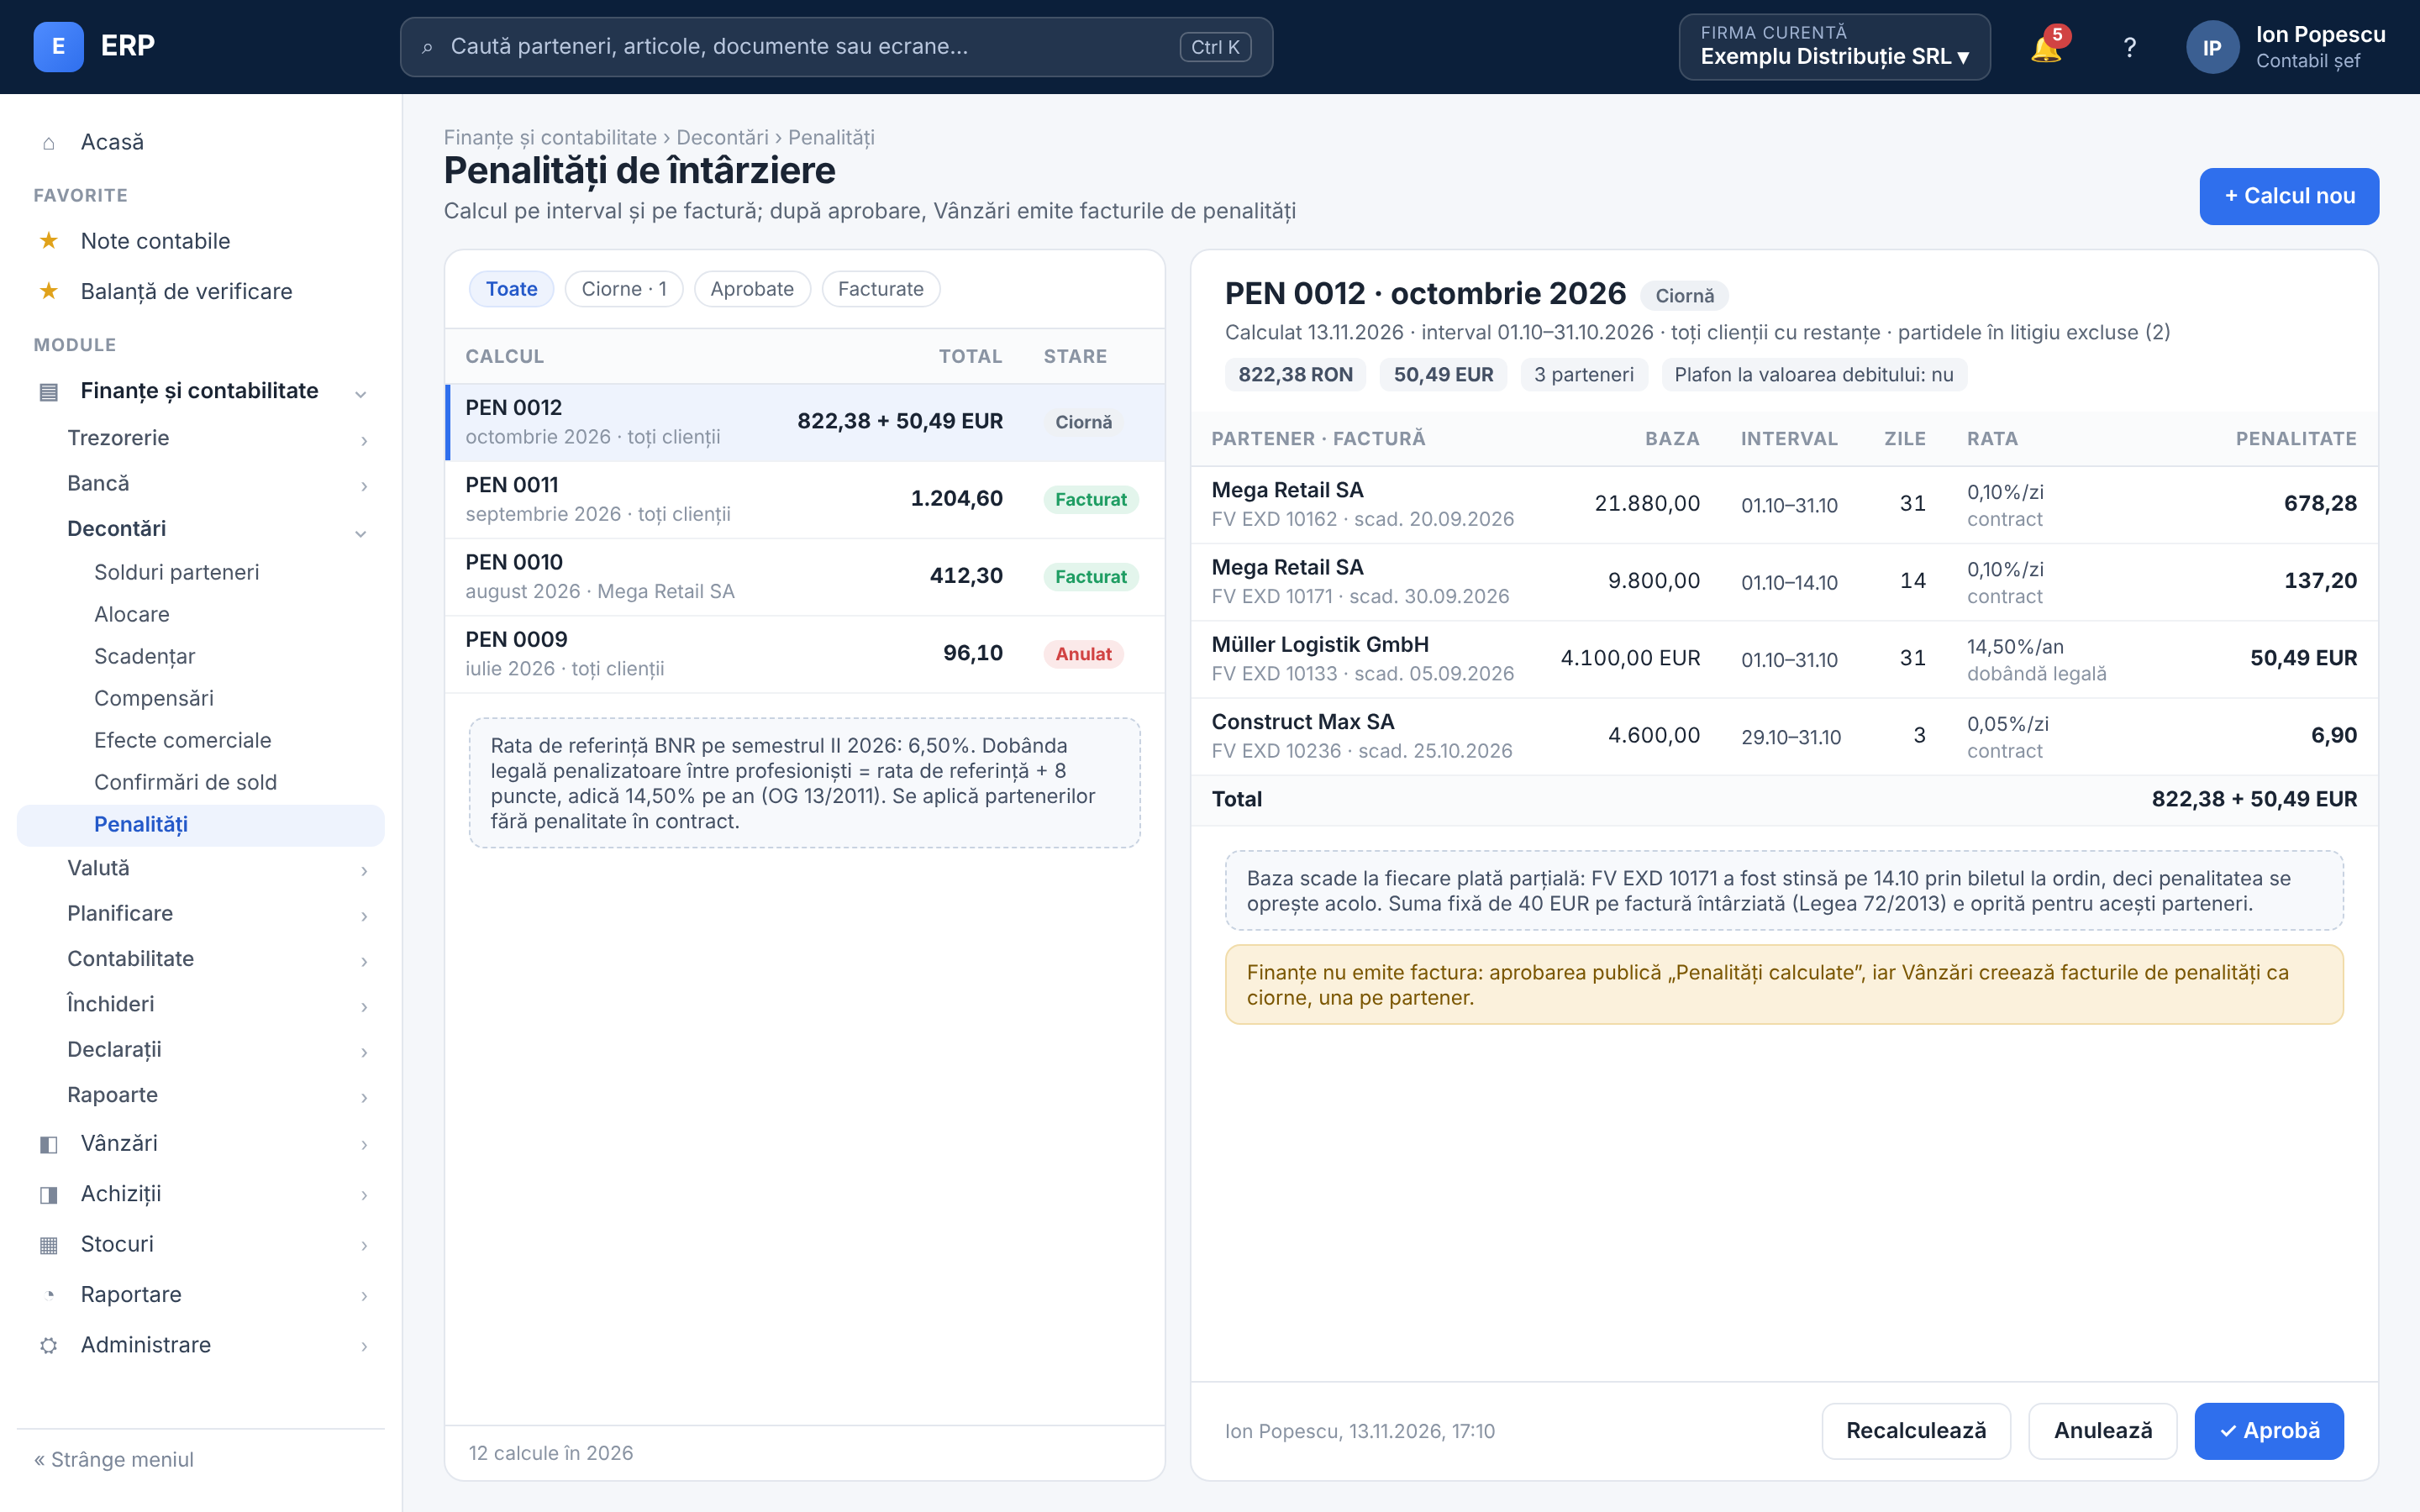 E ERP
Caută parteneri, articole, documente sau ecrane... Ctrl K
FIRMA CURENTĂ
Exemplu Distribuție SRL ▾
5
?
IP
Ion Popescu
Contabil șef
Acasă
FAVORITE
★ Note contabile
★ Balanță de verificare
MODULE
Finanțe și contabilitate
Trezorerie ›
Bancă ›
Decontări
Solduri parteneri
Alocare
Scadențar
Compensări
Efecte comerciale
Confirmări de sold
Penalități
Valută ›
Planificare ›
Contabilitate ›
Închideri ›
Declarații ›
Rapoarte ›
Vânzări ›
Achiziții ›
Stocuri ›
Raportare ›
Administrare ›
« Strânge meniul
Finanțe și contabilitate › Decontări › Penalități
Penalități de întârziere
Calcul pe interval și pe factură; după aprobare, Vânzări emite facturile de penalități
+ Calcul nou
Toate Ciorne · 1 Aprobate Facturate
CALCUL TOTAL STARE
PEN 0012 822,38 + 50,49 EUR Ciornă
octombrie 2026 · toți clienții
PEN 0011 1.204,60 Facturat
septembrie 2026 · toți clienții
PEN 0010 412,30 Facturat
august 2026 · Mega Retail SA
PEN 0009 96,10 Anulat
iulie 2026 · toți clienții
Rata de referință BNR pe semestrul II 2026: 6,50%. Dobânda
legală penalizatoare între profesioniști = rata de referință + 8
puncte, adică 14,50% pe an (OG 13/2011). Se aplică partenerilor
fără penalitate în contract.
12 calcule în 2026
PEN 0012 · octombrie 2026 Ciornă
Calculat 13.11.2026 · interval 01.10–31.10.2026 · toți clienții cu restanțe · partidele în litigiu excluse (2)
822,38 RON 50,49 EUR 3 parteneri Plafon la valoarea debitului: nu
PARTENER · FACTURĂ BAZA INTERVAL ZILE RATA PENALITATE
Mega Retail SA 21.880,00 01.10–31.10 31 0,10%/zi 678,28
FV EXD 10162 · scad. 20.09.2026 contract
Mega Retail SA 9.800,00 01.10–14.10 14 0,10%/zi 137,20
FV EXD 10171 · scad. 30.09.2026 contract
Müller Logistik GmbH 4.100,00 EUR 01.10–31.10 31 14,50%/an 50,49 EUR
FV EXD 10133 · scad. 05.09.2026 dobândă legală
Construct Max SA 4.600,00 29.10–31.10 3 0,05%/zi 6,90
FV EXD 10236 · scad. 25.10.2026 contract
Total 822,38 + 50,49 EUR
Baza scade la fiecare plată parțială: FV EXD 10171 a fost stinsă pe 14.10 prin biletul la ordin, deci penalitatea se
oprește acolo. Suma fixă de 40 EUR pe factură întârziată (Legea 72/2013) e oprită pentru acești parteneri.
Finanțe nu emite factura: aprobarea publică „Penalități calculate”, iar Vânzări creează facturile de penalități ca
ciorne, una pe partener.
Ion Popescu, 13.11.2026, 17:10
Recalculează Anulează ✓ Aprobă